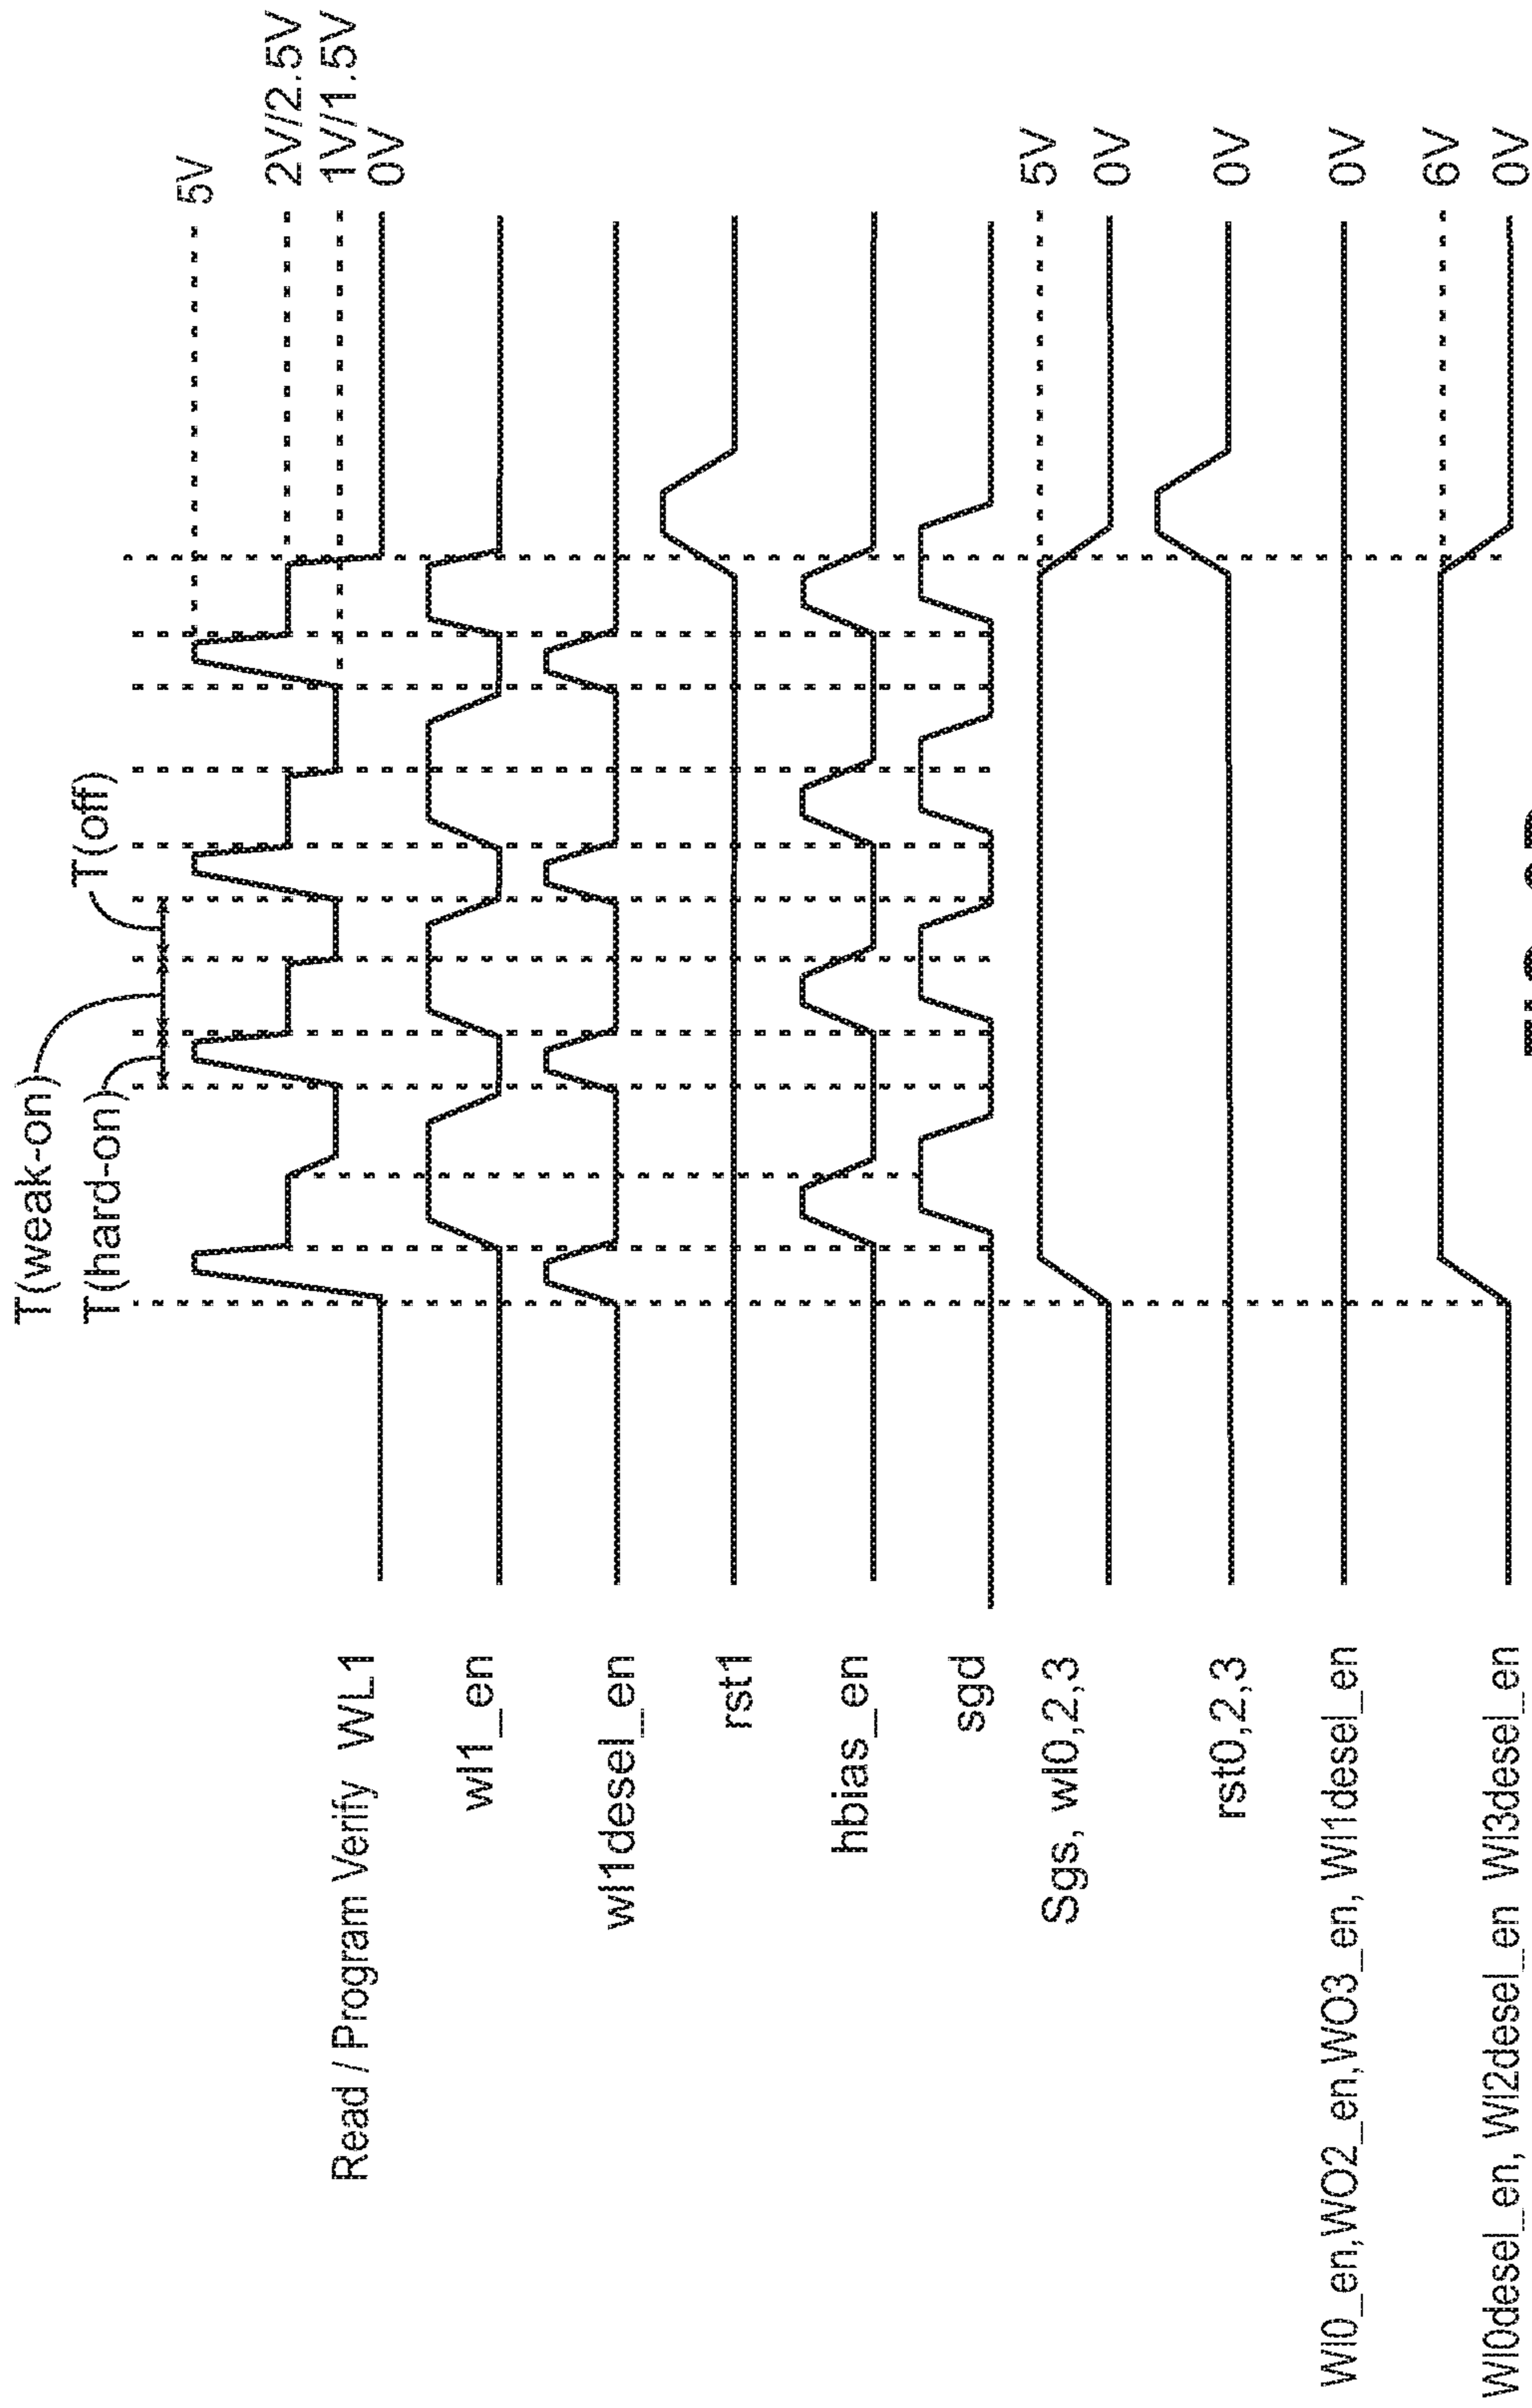 T(weak-on)
T(hard-on)
T(off)
5V
2V/2.5V
1V/1.5V
0V
Read / Program Verify WL1
wl1_en
wl1desel_en
rst1
hbias_en
sgd
Sgs, wl0,2,3
5V
0V
rst0,2,3
0V
Wl0_en,WO2_en,WO3_en, Wl1desel_en
0V
Wl0desel_en, Wl2desel_en Wl3desel_en
6V
0V